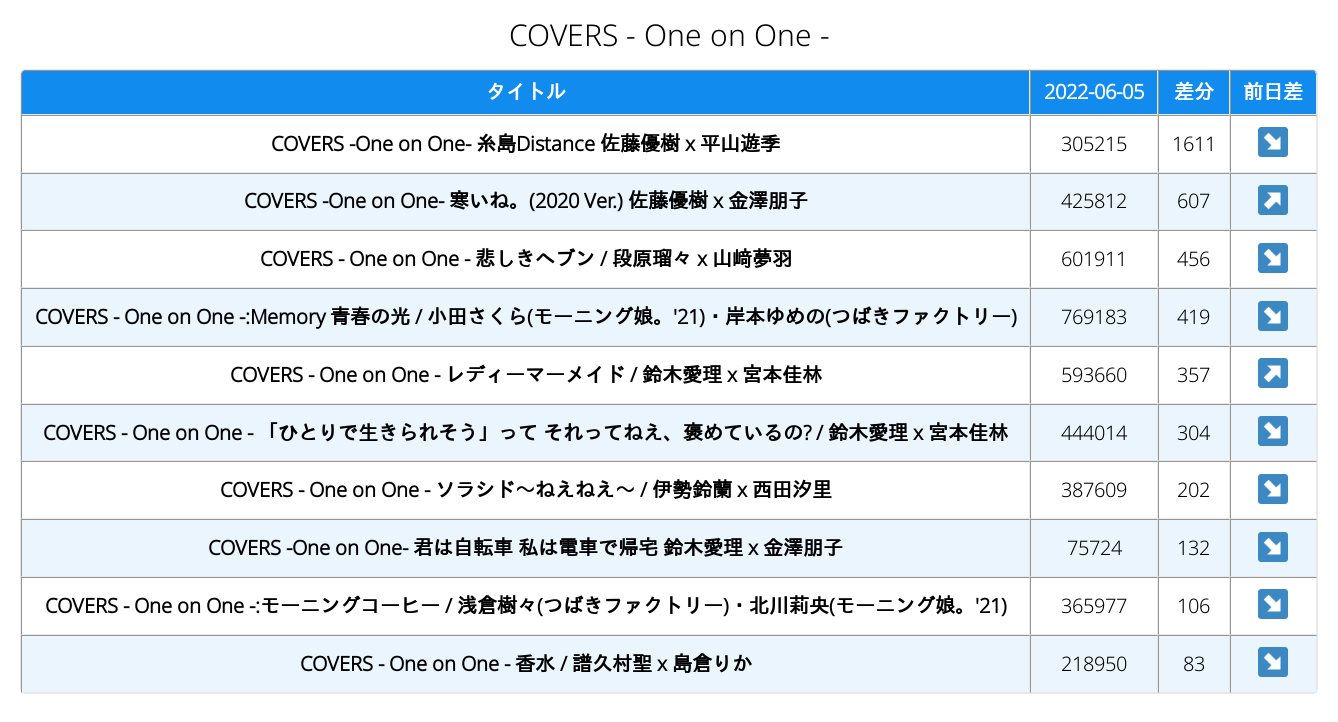 COVERS - One on One -
タイトル 2022-06-05 差分 前日差
COVERS -One on One- 糸島Distance 佐藤優樹 x 平山遊季 305215 1611 ↘
COVERS -One on One- 寒いね。(2020 Ver.) 佐藤優樹 x 金澤朋子 425812 607 ↗
COVERS - One on One - 悲しきヘブン / 段原瑠々 x 山﨑夢羽 601911 456 ↘
COVERS - One on One -:Memory 青春の光 / 小田さくら(モーニング娘。'21)・岸本ゆめの(つばきファクトリー) 769183 419 ↘
COVERS - One on One - レディーマーメイド / 鈴木愛理 x 宮本佳林 593660 357 ↗
COVERS - One on One - 「ひとりで生きられそう」って それってねえ、褒めているの? / 鈴木愛理 x 宮本佳林 444014 304 ↘
COVERS - One on One - ソラシド～ねえねえ～ / 伊勢鈴蘭 x 西田汐里 387609 202 ↘
COVERS -One on One- 君は自転車 私は電車で帰宅 鈴木愛理 x 金澤朋子 75724 132 ↘
COVERS - One on One -:モーニングコーヒー / 浅倉樹々(つばきファクトリー)・北川莉央(モーニング娘。'21) 365977 106 ↘
COVERS - One on One - 香水 / 譜久村聖 x 島倉りか 218950 83 ↘